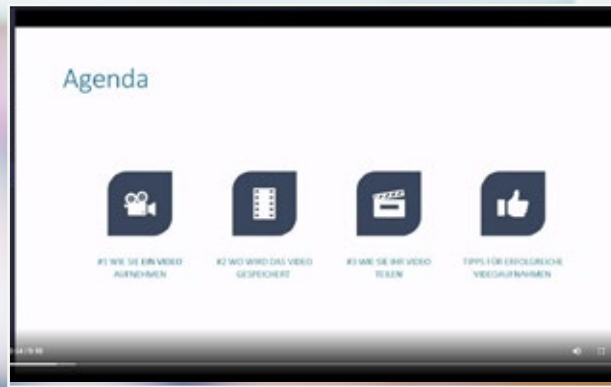 Agenda
#1 WIE SIE EIN VIDEO
AUFNEHMEN
#2 WO WIRD DAS VIDEO
GESPEICHERT
#3 WIE SIE IHR VIDEO
TEILEN
TIPPS FÜR ERFOLGREICHE
VIDEOAUFNAHMEN